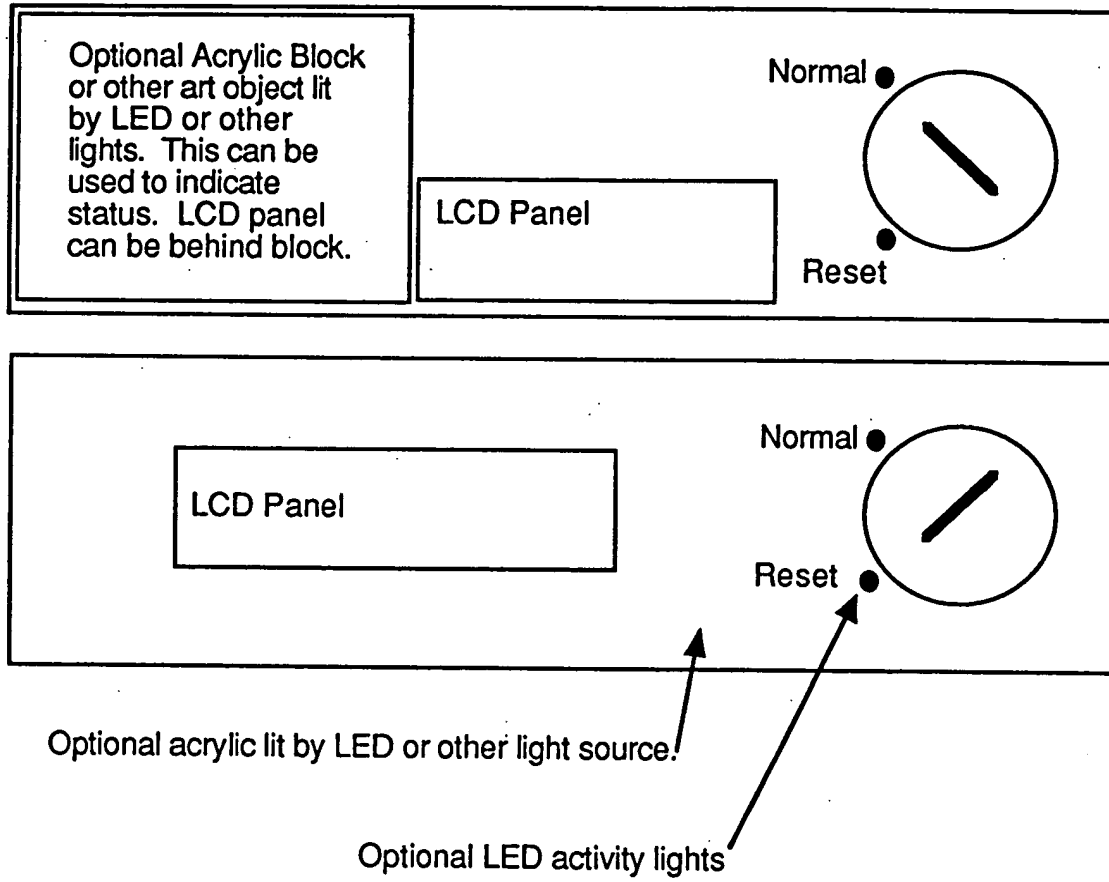 Optional Acrylic Block
or other art object lit
by LED or other
lights. This can be
used to indicate
status. LCD panel
can be behind block.
LCD Panel
Normal
Reset
LCD Panel
Normal
Reset
Optional acrylic lit by LED or other light source.
Optional LED activity lights